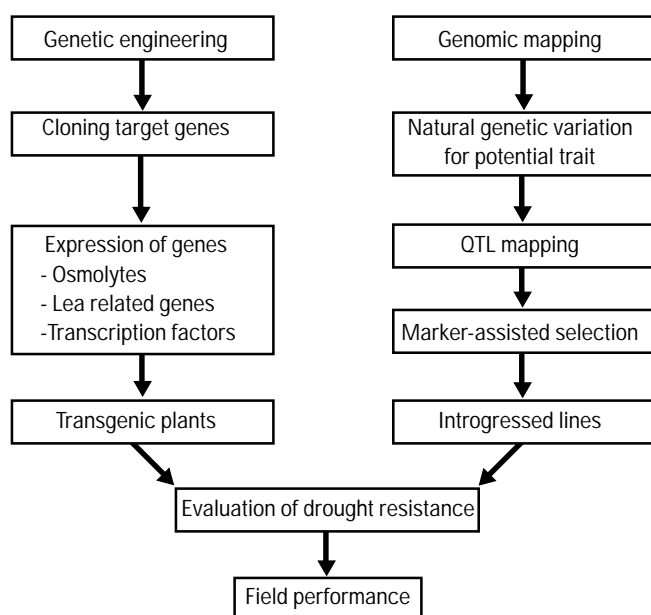 Genetic engineering
Cloning target genes
Expression of genes
- Osmolytes
- Lea related genes
-Transcription factors
Transgenic plants
Genomic mapping
Natural genetic variation
for potential trait
QTL mapping
Marker-assisted selection
Introgressed lines
Evaluation of drought resistance
Field performance